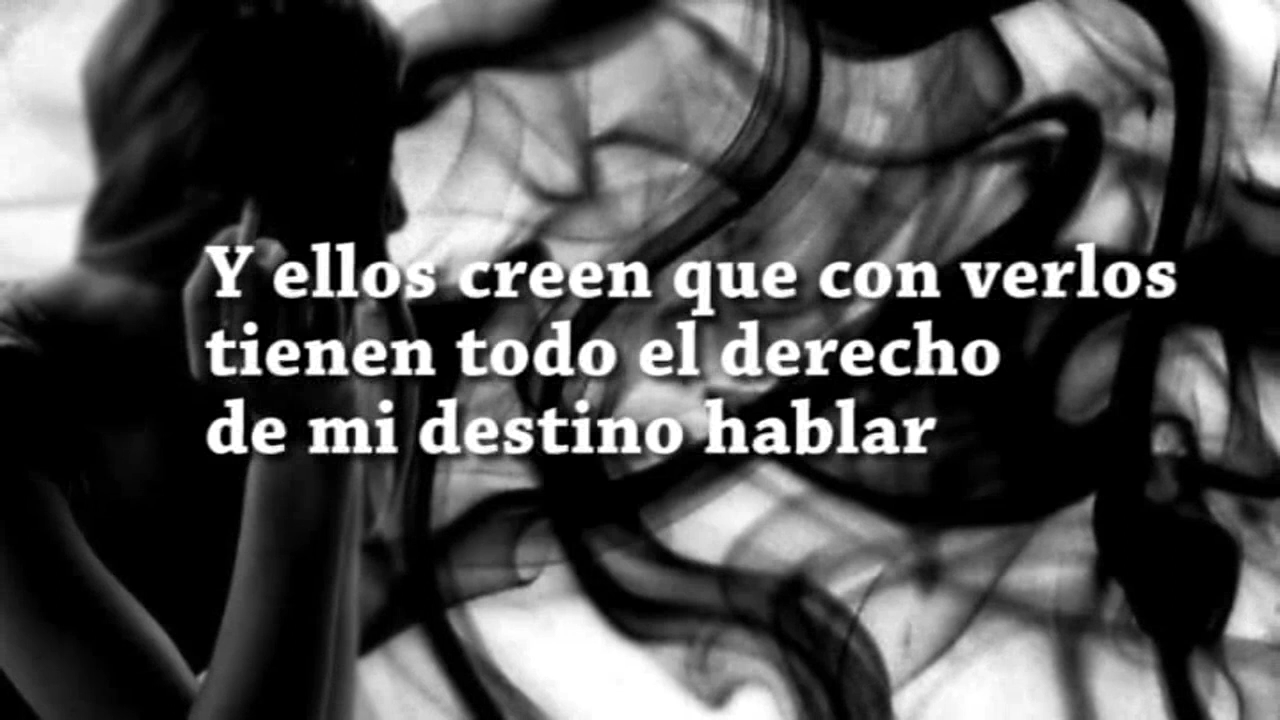 Y ellos creen que con verlos
tienen todo el derecho
de mi destino hablar